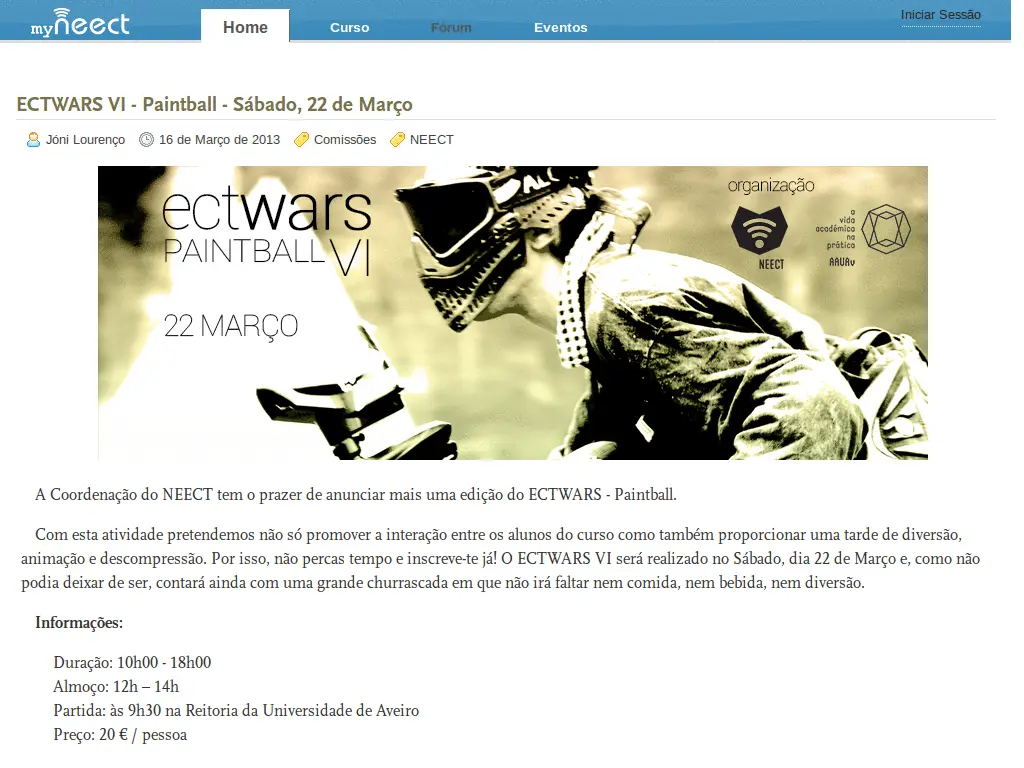 myneect
Home
Curso
Fórum
Eventos
Iniciar Sessão
ECTWARS VI - Paintball - Sábado, 22 de Março
Jóni Lourenço
16 de Março de 2013
Comissões
NEECT
ectwars
PAINTBALL VI
22 MARÇO
organização
NEECT
a
vida
académica
na
prática
AAUAv
A Coordenação do NEECT tem o prazer de anunciar mais uma edição do ECTWARS - Paintball.
Com esta atividade pretendemos não só promover a interação entre os alunos do curso como também proporcionar uma tarde de diversão,
animação e descompressão. Por isso, não percas tempo e inscreve-te já! O ECTWARS VI será realizado no Sábado, dia 22 de Março e, como não
podia deixar de ser, contará ainda com uma grande churrascada em que não irá faltar nem comida, nem bebida, nem diversão.
Informações:
Duração: 10h00 - 18h00
Almoço: 12h – 14h
Partida: às 9h30 na Reitoria da Universidade de Aveiro
Preço: 20 € / pessoa